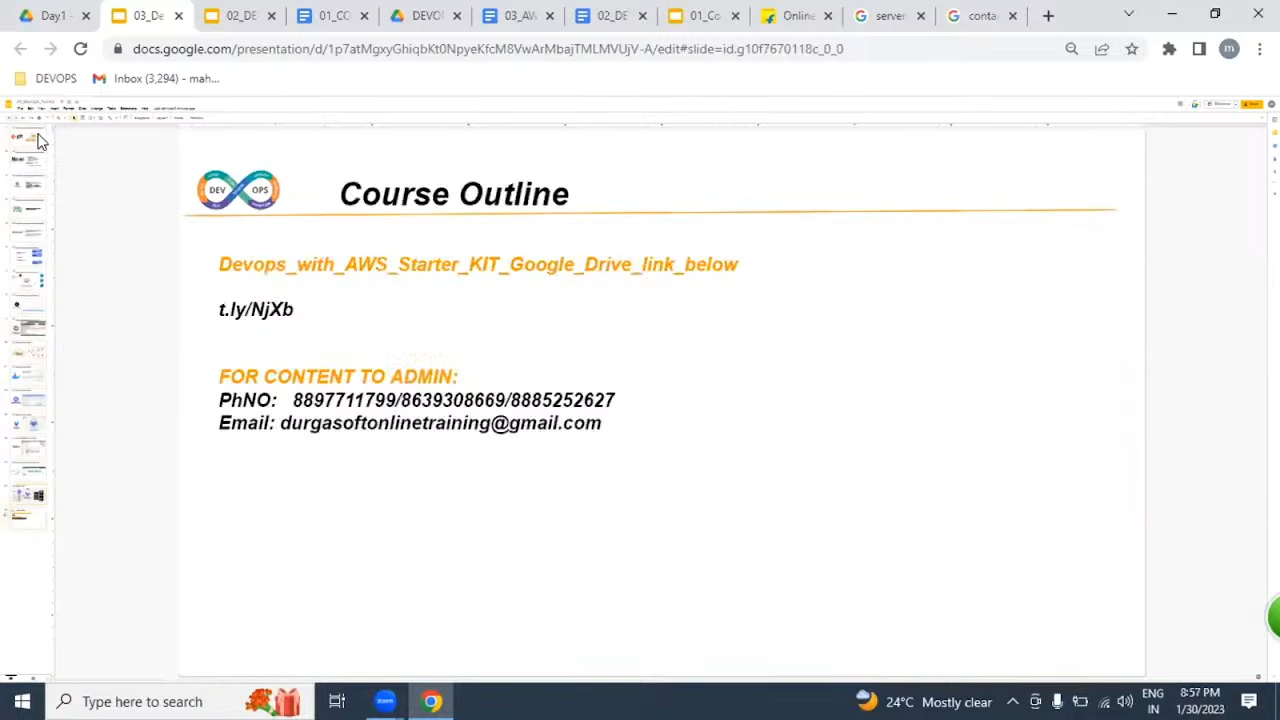 Day1 -
03_DE
02_DE
01_CO
DEVO
03_AW
02_DE
01_C
Online
server
conta
docs.google.com/presentation/d/1p7atMgxyGhiqbKt0NpyeKfcM8VwArMbajTMLMVUjV-A/edit#slide=id.g10f7670118c_0_0
m
DEVOPS
Inbox (3,294) - mah...
DEV
OPS
Course Outline
Devops_with_AWS_Starter_KIT_Google_Drive_link_below
t.ly/NjXb
FOR CONTENT TO ADMIN:
PhNO: 8897711799/8639308669/8885252627
Email: durgasoftonlinetraining@gmail.com
Type here to search
zoom
24°C Mostly clear
ENG
IN
8:57 PM
1/30/2023